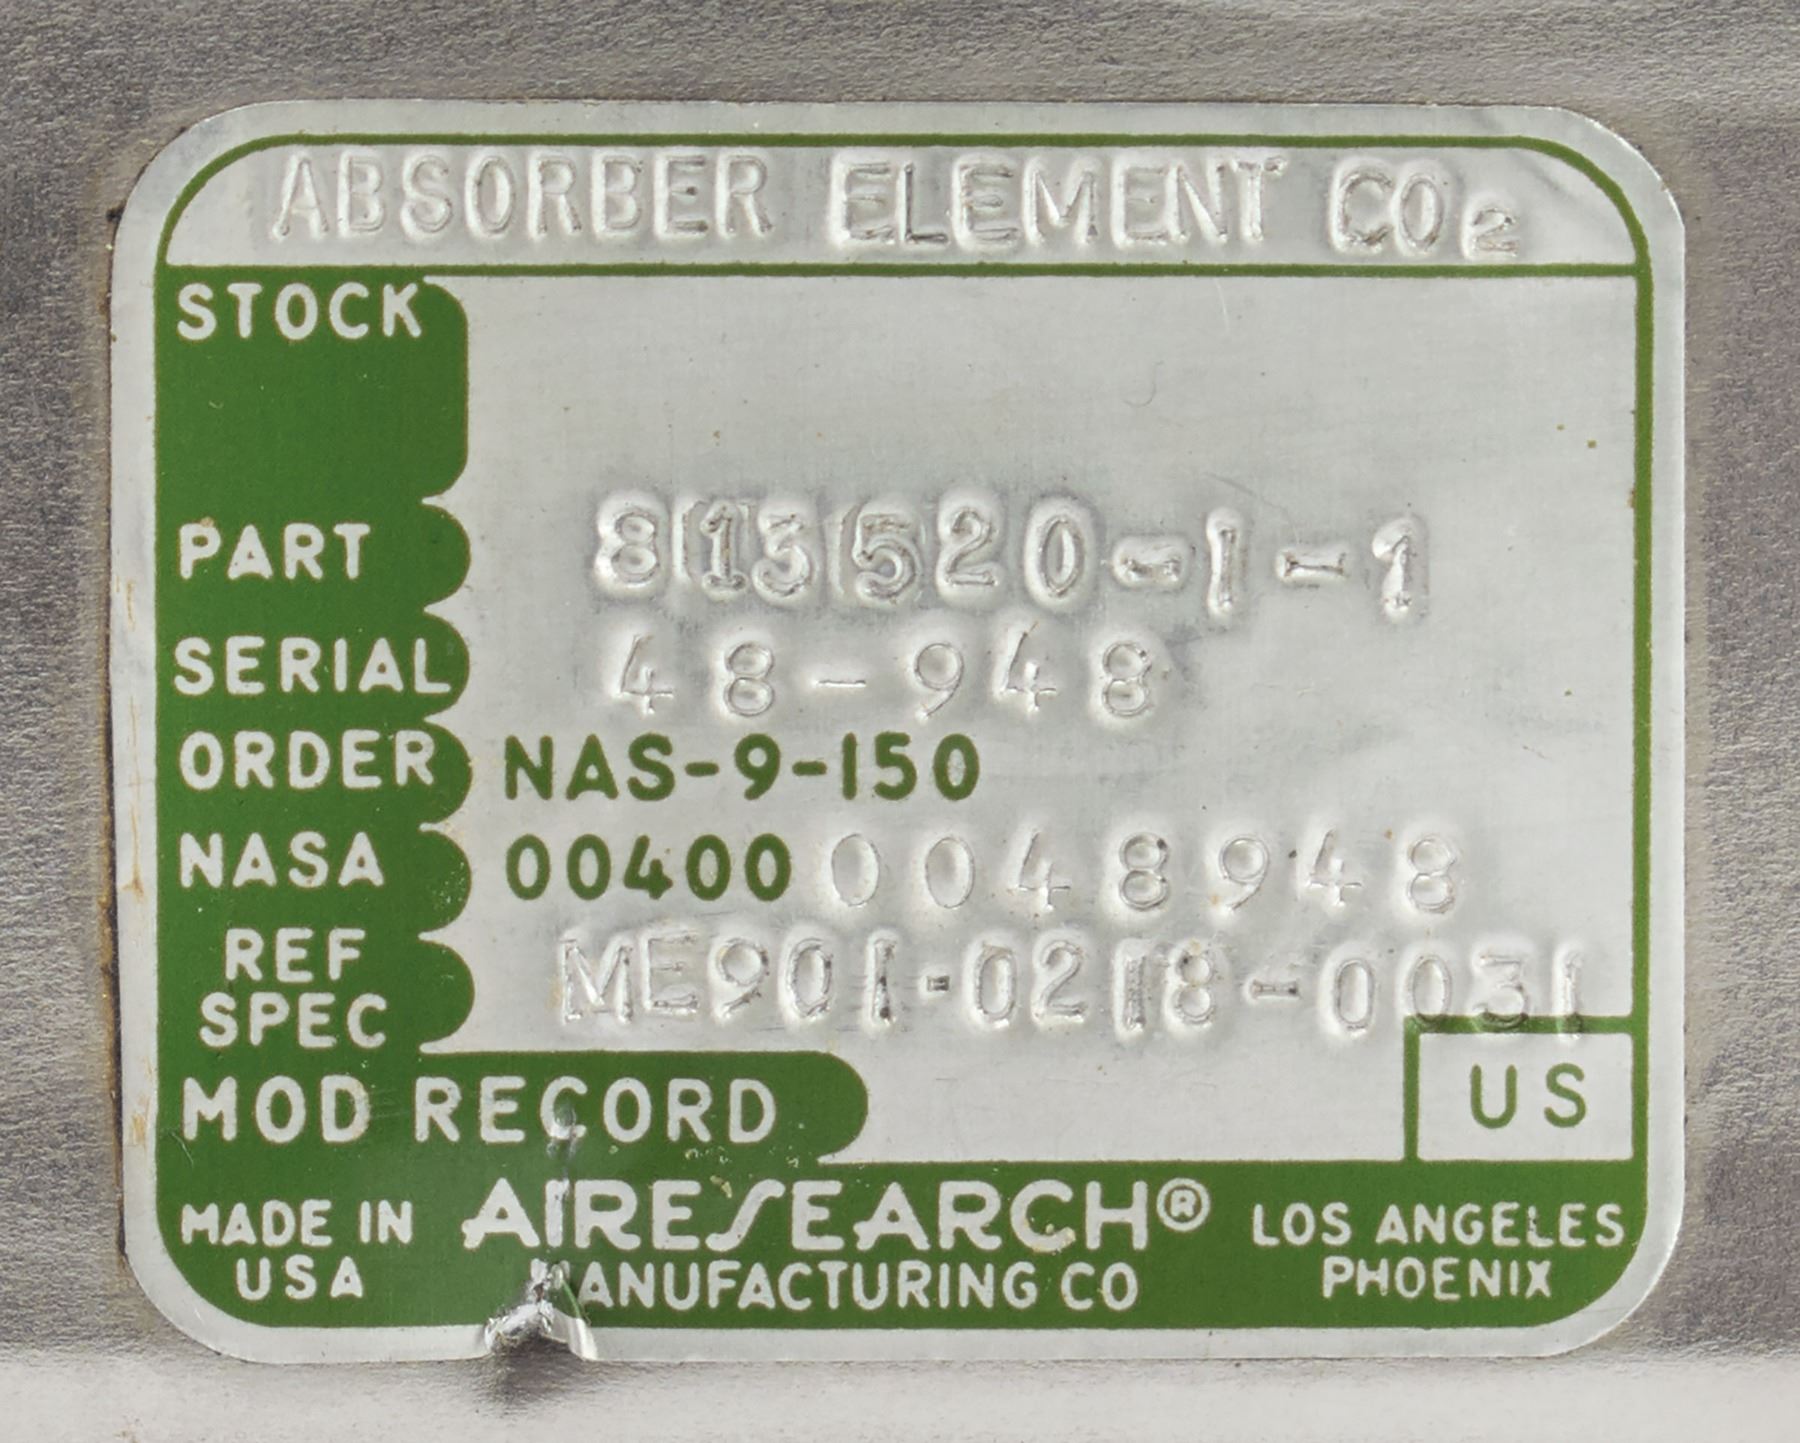 ABSORBER ELEMENT CO₂
STOCK
PART 813520-1-1
SERIAL 48-948
ORDER NAS-9-150
NASA 00400 0048948
REF SPEC ME901-0218-0031
MOD RECORD
US
MADE IN USA
AIRESEARCH®
MANUFACTURING CO
LOS ANGELES
PHOENIX